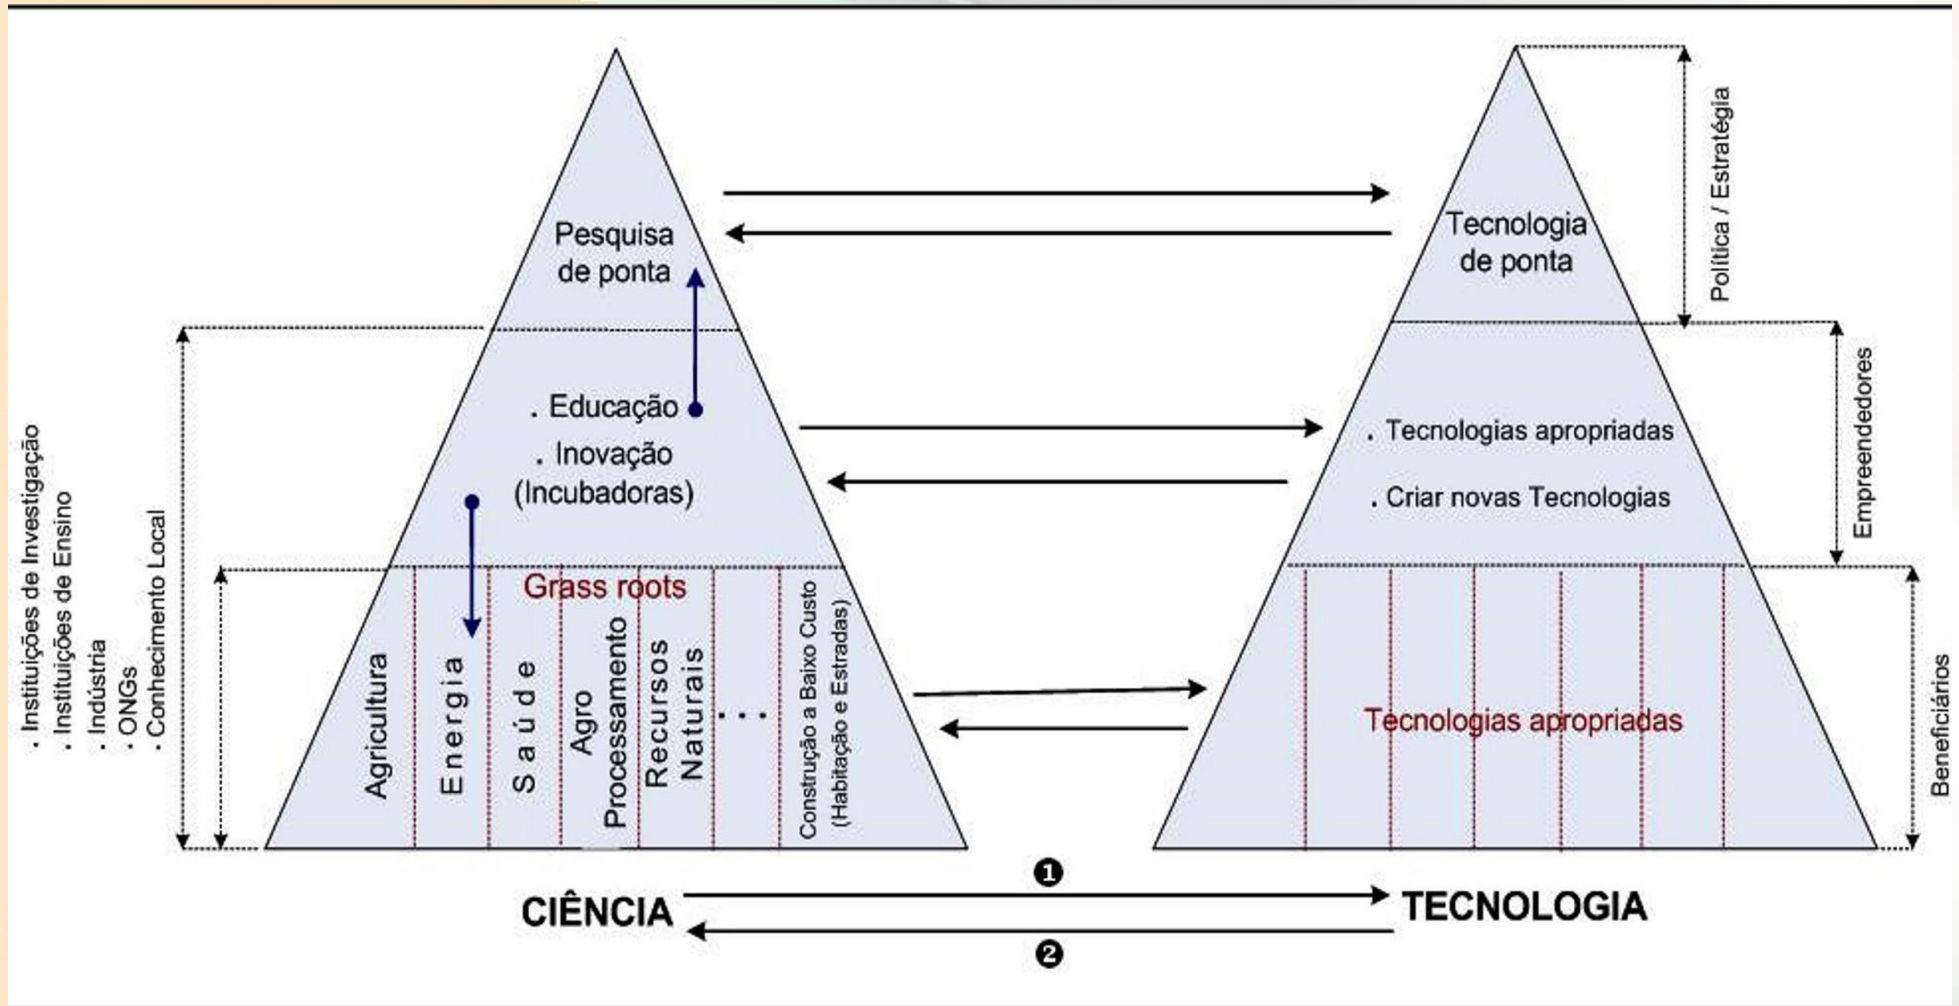 Pesquisa
de ponta
. Educação
. Inovação
(Incubadoras)
Grass roots
Agricultura
Energia
Saúde
Agro
Processamento
Recursos
Naturais
. . .
Construção a Baixo Custo
(Habitação e Estradas)
. Instituições de Investigação
. Instituições de Ensino
. Indústria
. ONGs
. Conhecimento Local
Tecnologia
de ponta
. Tecnologias apropriadas
. Criar novas Tecnologias
Tecnologias apropriadas
Política / Estratégia
Empreendedores
Beneficiários
CIÊNCIA
1
2
TECNOLOGIA